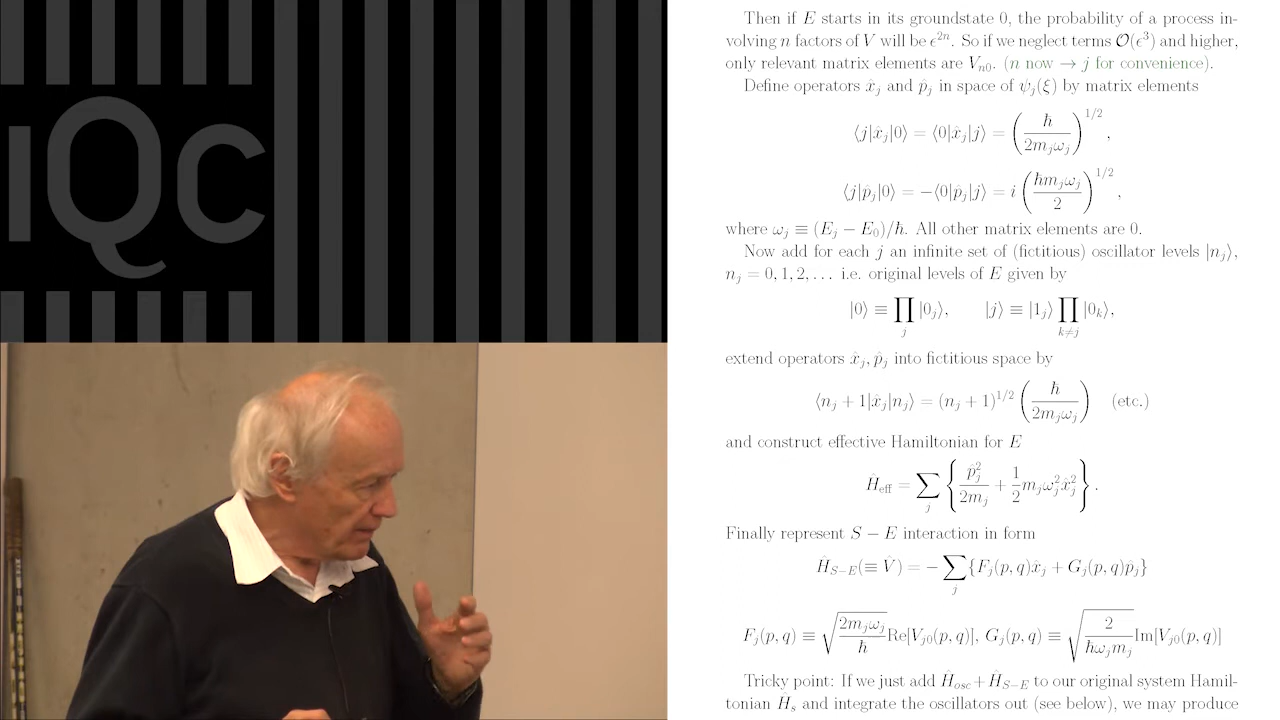 IQC
Then if E starts in its groundstate 0, the probability of a process in-
volving n factors of V will be ϵ^{2n}. So if we neglect terms 𝒪(ϵ^3) and higher,
only relevant matrix elements are V_{n0}. (n now → j for convenience).
Define operators x̂_j and p̂_j in space of ψ_j(ξ) by matrix elements
⟨j|x̂_j|0⟩ = ⟨0|x̂_j|j⟩ = (ħ / 2m_jω_j)^{1/2},
⟨j|p̂_j|0⟩ = −⟨0|p̂_j|j⟩ = i (ħm_jω_j / 2)^{1/2},
where ω_j ≡ (E_j − E_0)/ħ. All other matrix elements are 0.
Now add for each j an infinite set of (fictitious) oscillator levels |n_j⟩,
n_j = 0, 1, 2, . . . i.e. original levels of E given by
|0⟩ ≡ ∏_j |0_j⟩, |j⟩ ≡ |1_j⟩ ∏_{k≠j} |0_k⟩,
extend operators x̂_j, p̂_j into fictitious space by
⟨n_j + 1|x̂_j|n_j⟩ = (n_j + 1)^{1/2} (ħ / 2m_jω_j) (etc.)
and construct effective Hamiltonian for E
Ĥ_eff = ∑_j {p̂_j^2 / 2m_j + 1/2 m_jω_j^2 x̂_j^2}.
Finally represent S − E interaction in form
Ĥ_{S−E}(≡ V̂) = − ∑_j {F_j(p, q)x̂_j + G_j(p, q)p̂_j}
F_j(p, q) ≡ √(2m_jω_j / ħ) Re[V_{j0}(p, q)], G_j(p, q) ≡ √(2 / ħω_jm_j) Im[V_{j0}(p, q)]
Tricky point: If we just add Ĥ_{osc} + Ĥ_{S−E} to our original system Hamil-
tonian Ĥ_s and integrate the oscillators out (see below), we may produce